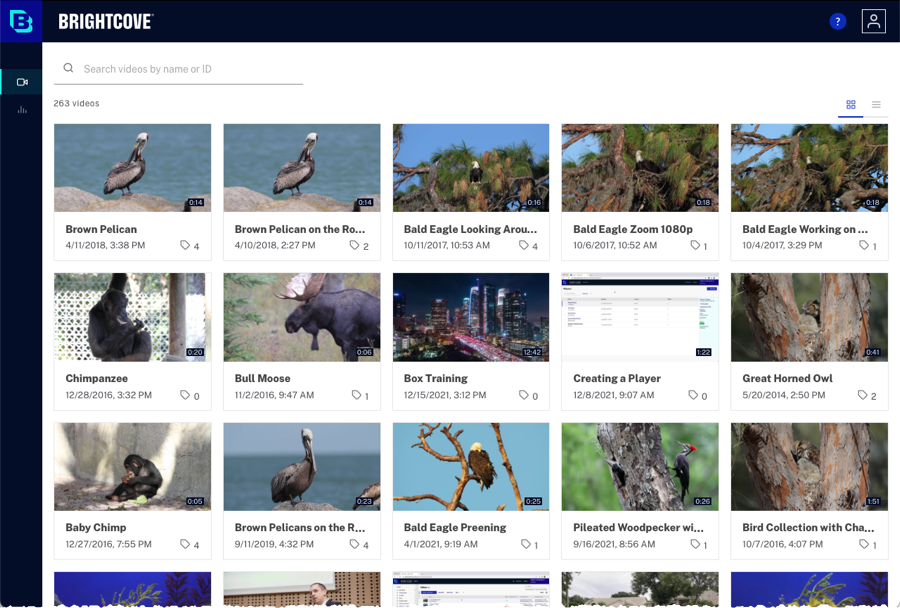 B BRIGHTCOVE ?
Search videos by name or ID
263 videos
0:14 0:14 0:16 0:18 0:18
Brown Pelican Brown Pelican on the Ro... Bald Eagle Looking Arou... Bald Eagle Zoom 1080p Bald Eagle Working on ...
4/11/2018, 3:38 PM 4 4/10/2018, 2:27 PM 2 10/11/2017, 10:53 AM 4 10/6/2017, 10:52 AM 1 10/4/2017, 3:29 PM 1
0:20 0:06 12:42 1:22 0:41
Chimpanzee Bull Moose Box Training Creating a Player Great Horned Owl
12/28/2016, 3:32 PM 0 11/2/2016, 9:47 AM 1 12/15/2021, 3:12 PM 0 12/8/2021, 9:07 AM 0 5/20/2014, 2:50 PM 2
0:05 0:23 0:25 0:26 1:51
Baby Chimp Brown Pelicans on the R... Bald Eagle Preening Pileated Woodpecker wi... Bird Collection with Cha...
12/27/2016, 7:55 PM 4 9/11/2019, 4:32 PM 4 4/1/2021, 9:19 AM 1 9/16/2021, 8:56 AM 1 10/7/2016, 4:07 PM 1